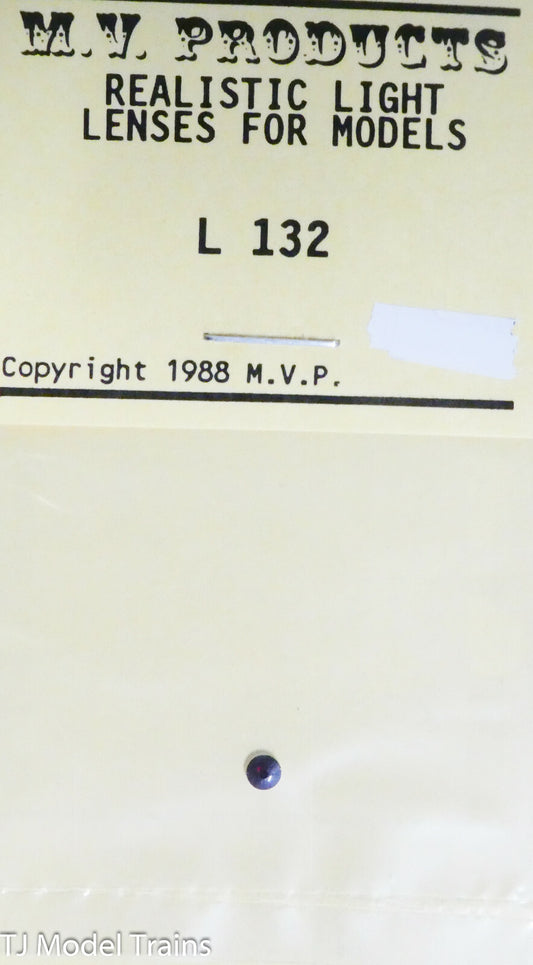 M.V. PRODUCTS
REALISTIC LIGHT
LENSES FOR MODELS
L 132
Copyright 1988 M.V.P.
TJ Model Trains